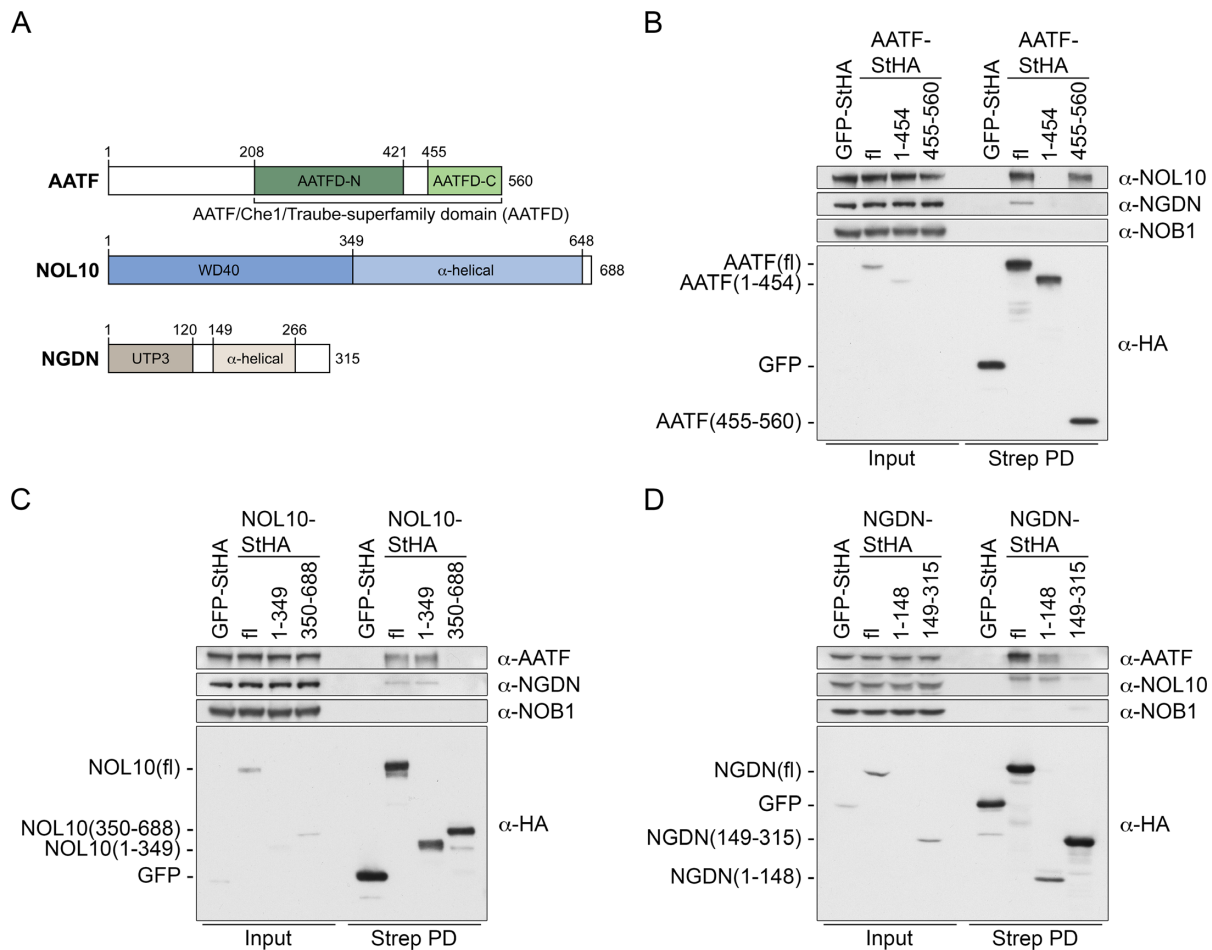 A
1 208 421 455
AATF AATFD-N AATFD-C 560
AATF/Che1/Traube-superfamily domain (AATFD)
1 349 648
NOL10 WD40 α-helical 688
1 120 149 266
NGDN UTP3 α-helical 315
B
AATF-StHA AATF-StHA
GFP-StHA fl 1-454 455-560 GFP-StHA fl 1-454 455-560
α-NOL10
α-NGDN
α-NOB1
AATF(fl) -
AATF(1-454) -
α-HA
GFP -
AATF(455-560) -
Input Strep PD
C
NOL10-StHA NOL10-StHA
GFP-StHA fl 1-349 350-688 GFP-StHA fl 1-349 350-688
α-AATF
α-NGDN
α-NOB1
NOL10(fl) -
NOL10(350-688) -
α-HA
NOL10(1-349) -
GFP -
Input Strep PD
D
NGDN-StHA NGDN-StHA
GFP-StHA fl 1-148 149-315 GFP-StHA fl 1-148 149-315
α-AATF
α-NOL10
α-NOB1
NGDN(fl) -
GFP -
α-HA
NGDN(149-315) -
NGDN(1-148) -
Input Strep PD